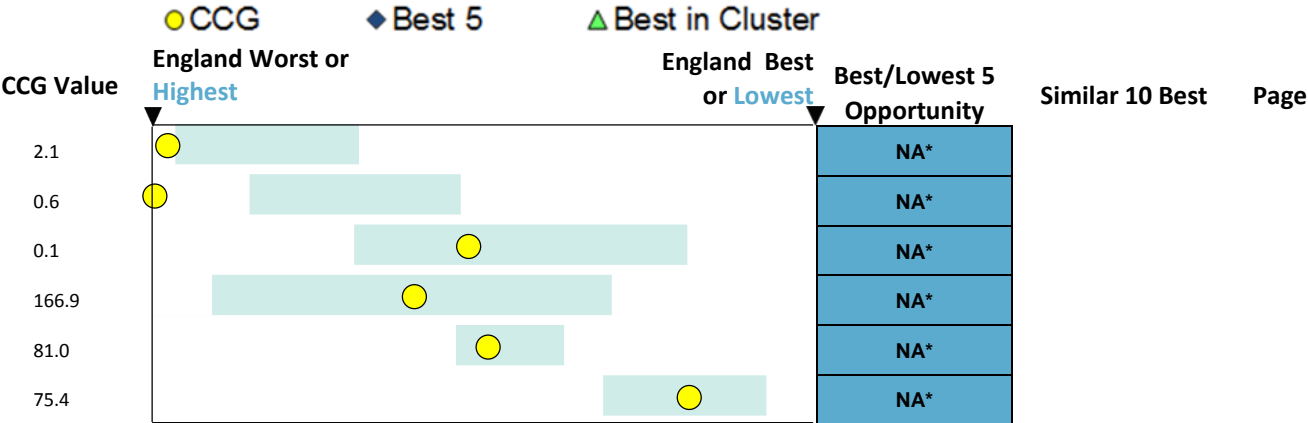 CCG Best 5 Best in Cluster
CCG Value
England Worst or
Highest
England Best
or Lowest
Best/Lowest 5
Opportunity
Similar 10 Best
Page
2.1 NA*
0.6 NA*
0.1 NA*
166.9 NA*
81.0 NA*
75.4 NA*